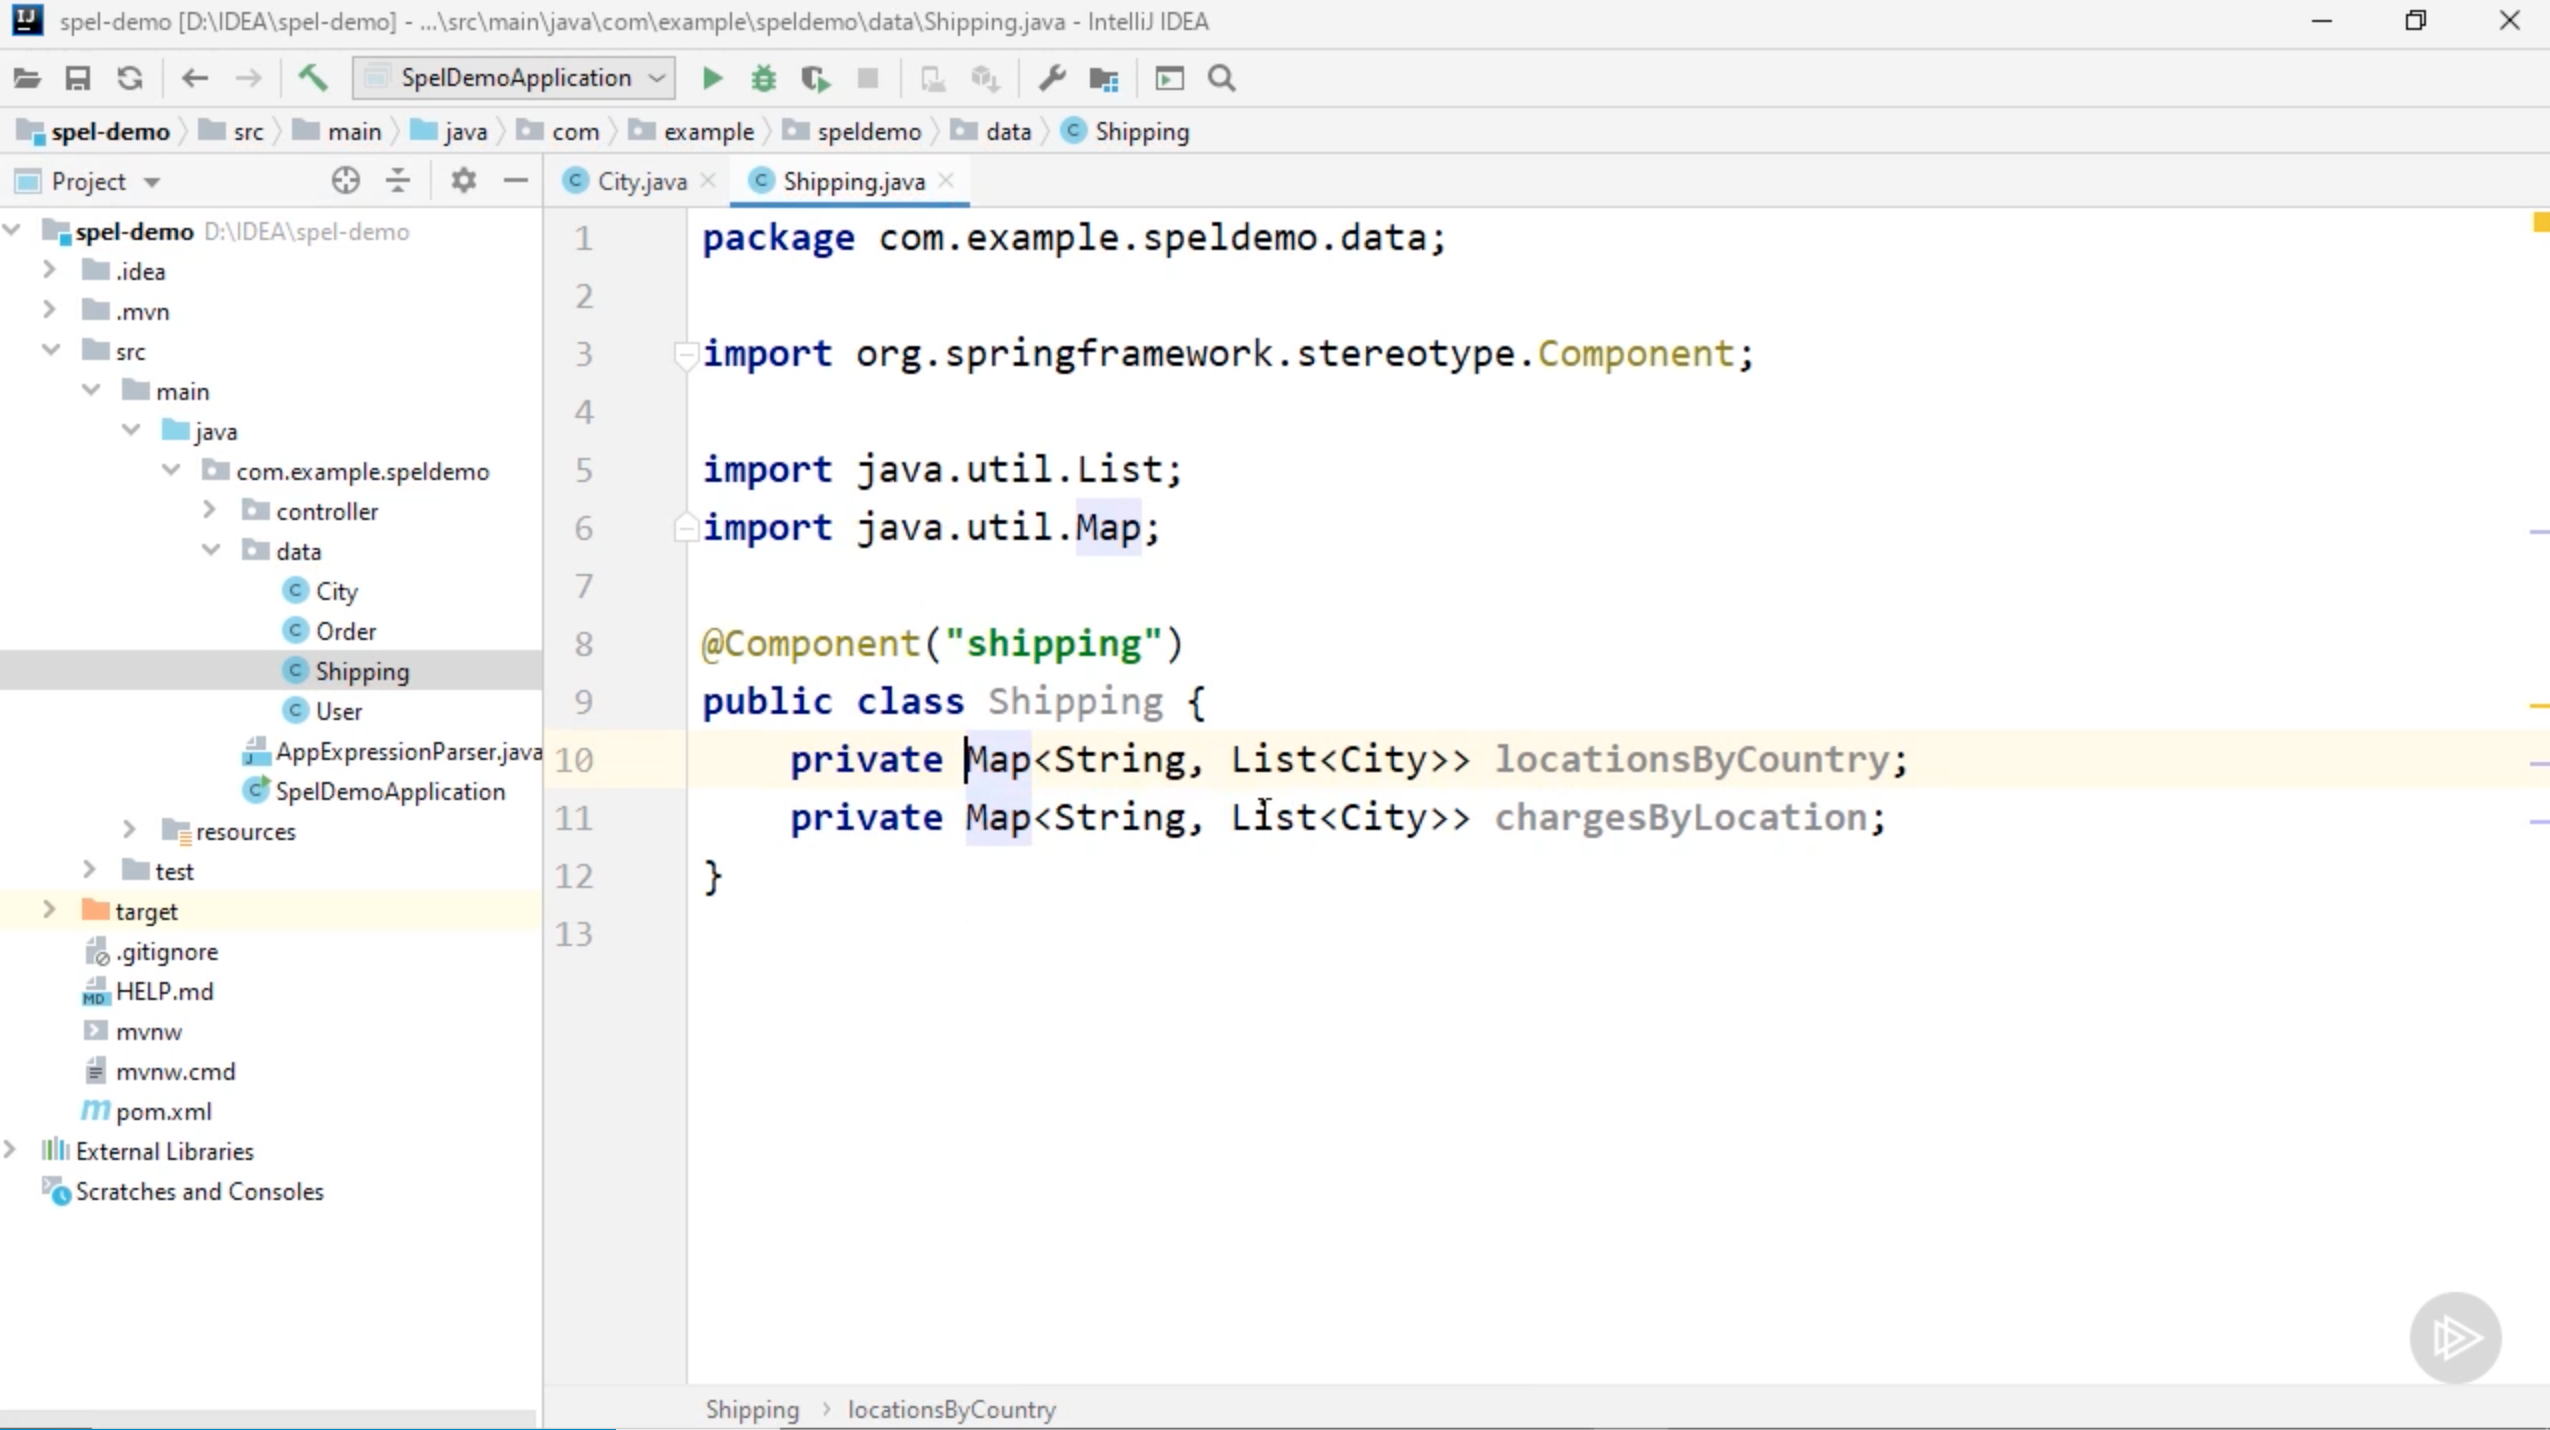 spel-demo [D:\IDEA\spel-demo] - ...\src\main\java\com\example\speldemo\data\Shipping.java - IntelliJ IDEA
SpelDemoApplication
spel-demo src main java com example speldemo data Shipping
Project
City.java
Shipping.java
spel-demo D:\IDEA\spel-demo
.idea
.mvn
src
main
java
com.example.speldemo
controller
data
City
Order
Shipping
User
AppExpressionParser.java
SpelDemoApplication
resources
test
target
.gitignore
HELP.md
mvnw
mvnw.cmd
pom.xml
External Libraries
Scratches and Consoles
1 package com.example.speldemo.data;
2
3 import org.springframework.stereotype.Component;
4
5 import java.util.List;
6 import java.util.Map;
7
8 @Component("shipping")
9 public class Shipping {
10 private Map<String, List<City>> locationsByCountry;
11 private Map<String, List<City>> chargesByLocation;
12 }
13
Shipping › locationsByCountry